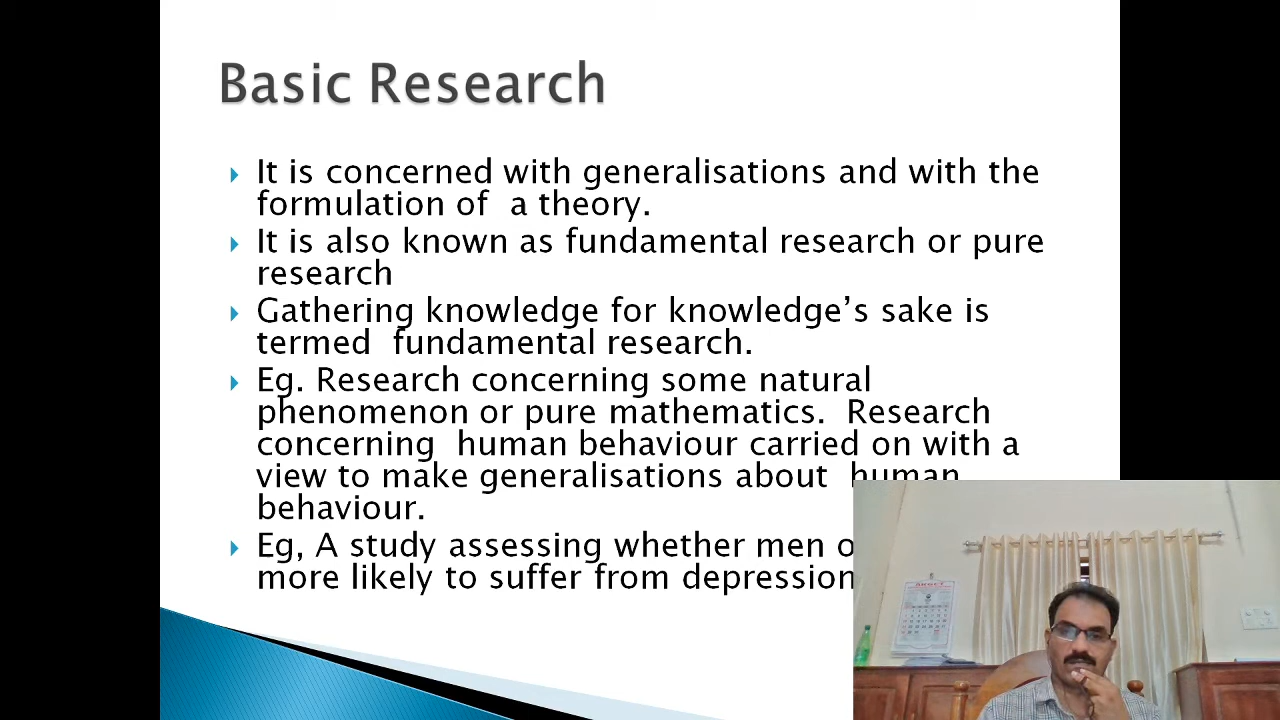 Basic Research
It is concerned with generalisations and with the
formulation of a theory.
It is also known as fundamental research or pure
research
Gathering knowledge for knowledge’s sake is
termed fundamental research.
Eg. Research concerning some natural
phenomenon or pure mathematics. Research
concerning human behaviour carried on with a
view to make generalisations about human
behaviour.
Eg, A study assessing whether men
more likely to suffer from depression